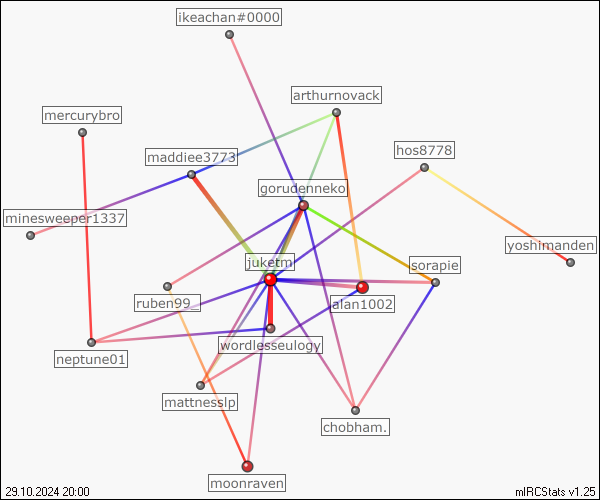 ikeachan#0000
arthurnovack
mercurybro
hos8778
maddiee3773
gorudenneko
minesweeper1337
yoshimanden
juketm
sorapie
ruben99_
alan1002
wordlesseulogy
neptune01
mattnesslp
chobham.
moonraven
29.10.2024 20:00
mIRCStats v1.25